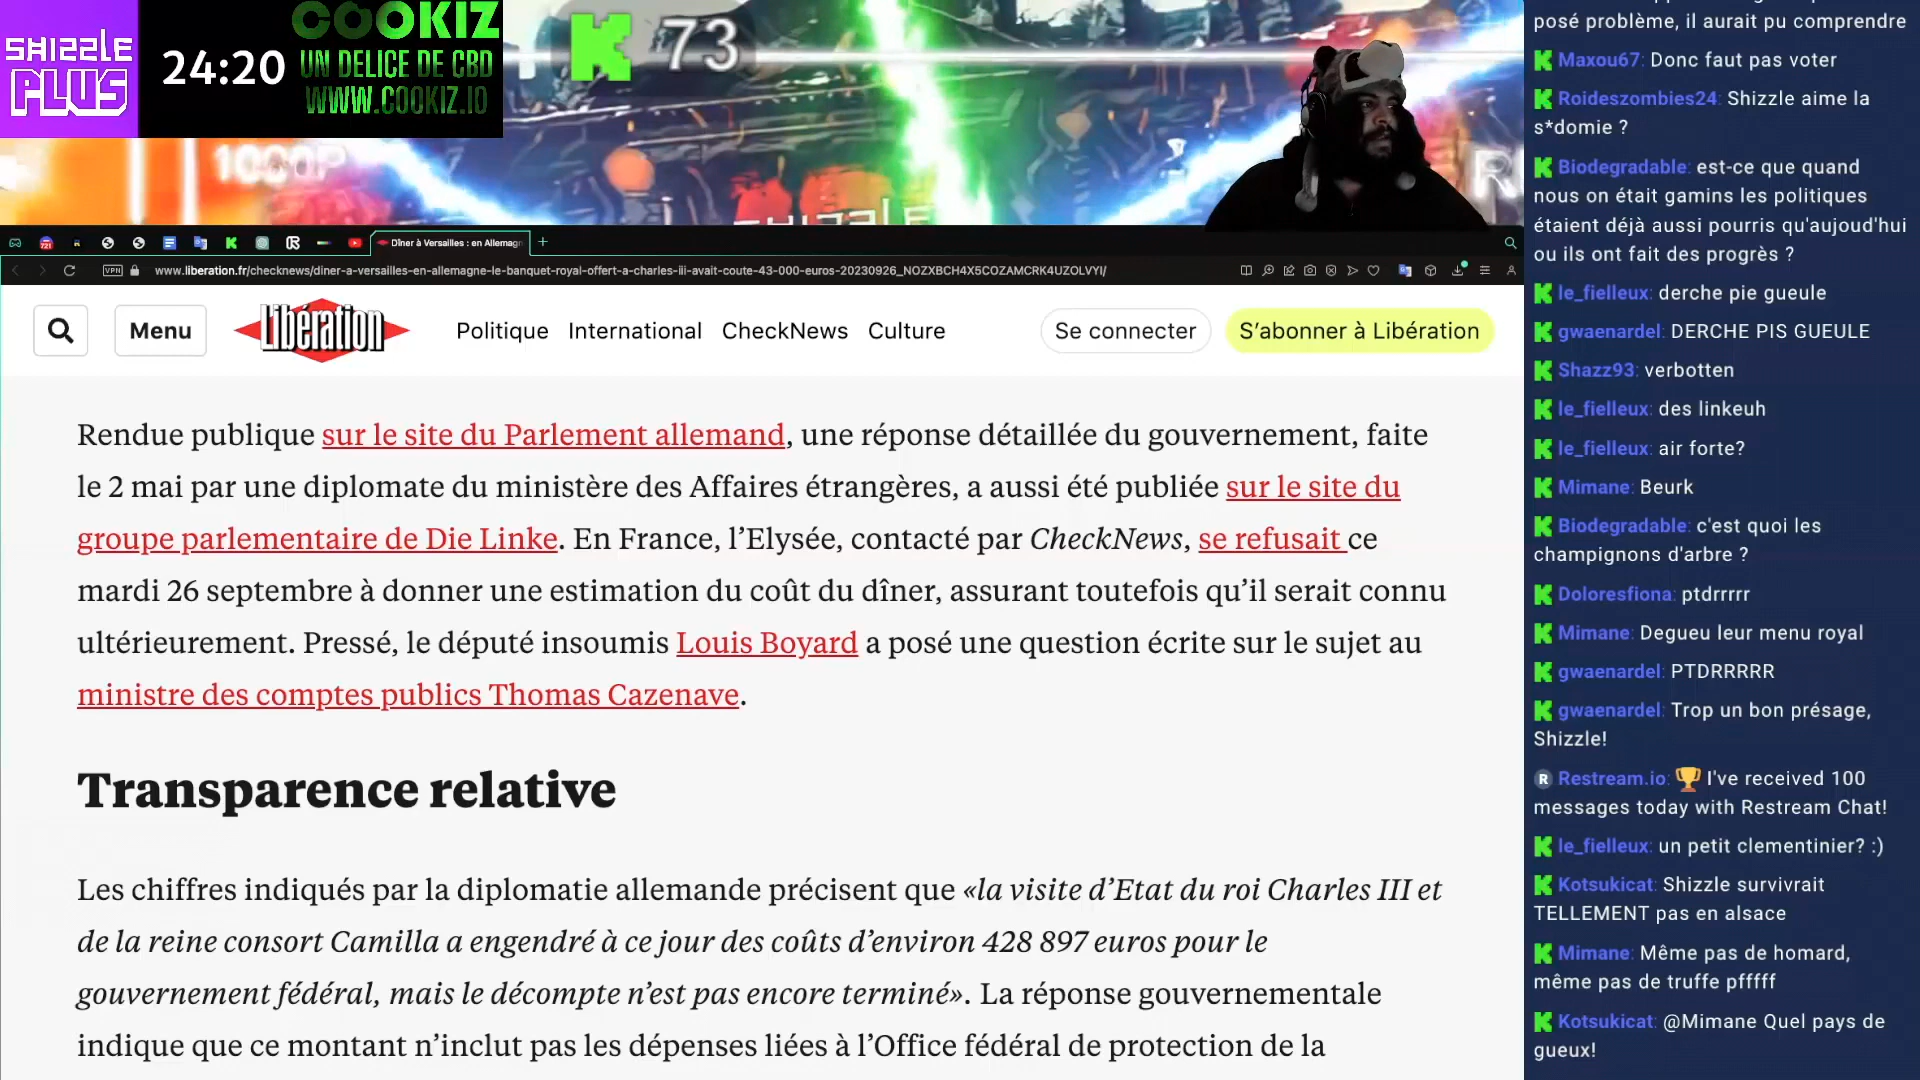 SHIZZLE
PLUS
24:20
COOKIZ
UN DELICE DE CBD
WWW.COOKIZ.IO
73
1080P
Dîner à Versailles : en Allemagn
VPN
www.liberation.fr/checknews/diner-a-versailles-en-allemagne-le-banquet-royal-offert-a-charles-iii-avait-coute-43-000-euros-20230926_NOZXBCH4X5COZAMCRK4UZOLVYI/
Menu
Libération
Politique
International
CheckNews
Culture
Se connecter
S’abonner à Libération
Rendue publique sur le site du Parlement allemand, une réponse détaillée du gouvernement, faite
le 2 mai par une diplomate du ministère des Affaires étrangères, a aussi été publiée sur le site du
groupe parlementaire de Die Linke. En France, l’Elysée, contacté par CheckNews, se refusait ce
mardi 26 septembre à donner une estimation du coût du dîner, assurant toutefois qu’il serait connu
ultérieurement. Pressé, le député insoumis Louis Boyard a posé une question écrite sur le sujet au
ministre des comptes publics Thomas Cazenave.
Transparence relative
Les chiffres indiqués par la diplomatie allemande précisent que «la visite d’Etat du roi Charles III et
de la reine consort Camilla a engendré à ce jour des coûts d’environ 428 897 euros pour le
gouvernement fédéral, mais le décompte n’est pas encore terminé». La réponse gouvernementale
indique que ce montant n’inclut pas les dépenses liées à l’Office fédéral de protection de la
posé problème, il aurait pu comprendre
Maxou67: Donc faut pas voter
Roideszombies24: Shizzle aime la
s*domie ?
Biodegradable: est-ce que quand
nous on était gamins les politiques
étaient déjà aussi pourris qu'aujourd'hui
ou ils ont fait des progrès ?
le_fielleux: derche pie gueule
gwaenardel: DERCHE PIS GUEULE
Shazz93: verbotten
le_fielleux: des linkeuh
le_fielleux: air forte?
Mimane: Beurk
Biodegradable: c'est quoi les
champignons d'arbre ?
Doloresfiona: ptdrrrrr
Mimane: Degueu leur menu royal
gwaenardel: PTDRRRRR
gwaenardel: Trop un bon présage,
Shizzle!
Restream.io: 🏆 I've received 100
messages today with Restream Chat!
le_fielleux: un petit clementinier? :)
Kotsukicat: Shizzle survivrait
TELLEMENT pas en alsace
Mimane: Même pas de homard,
même pas de truffe pfffff
Kotsukicat: @Mimane Quel pays de
gueux!